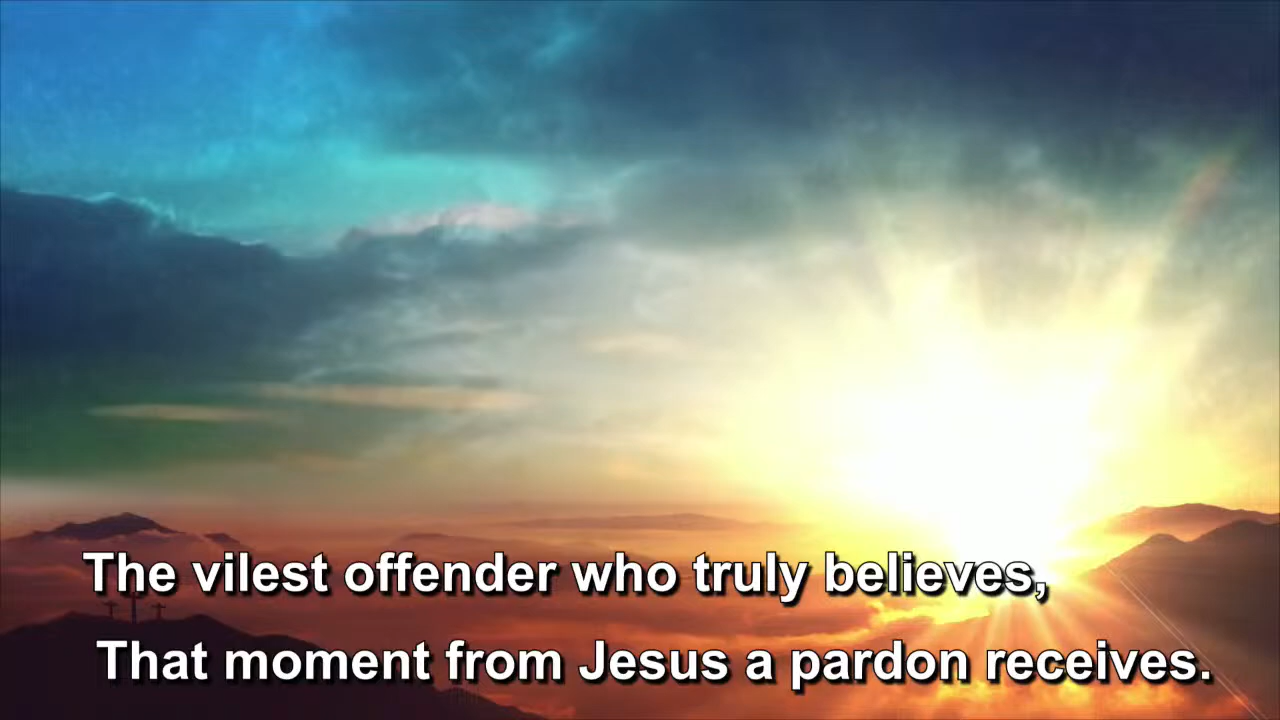 The vilest offender who truly believes,
That moment from Jesus a pardon receives.